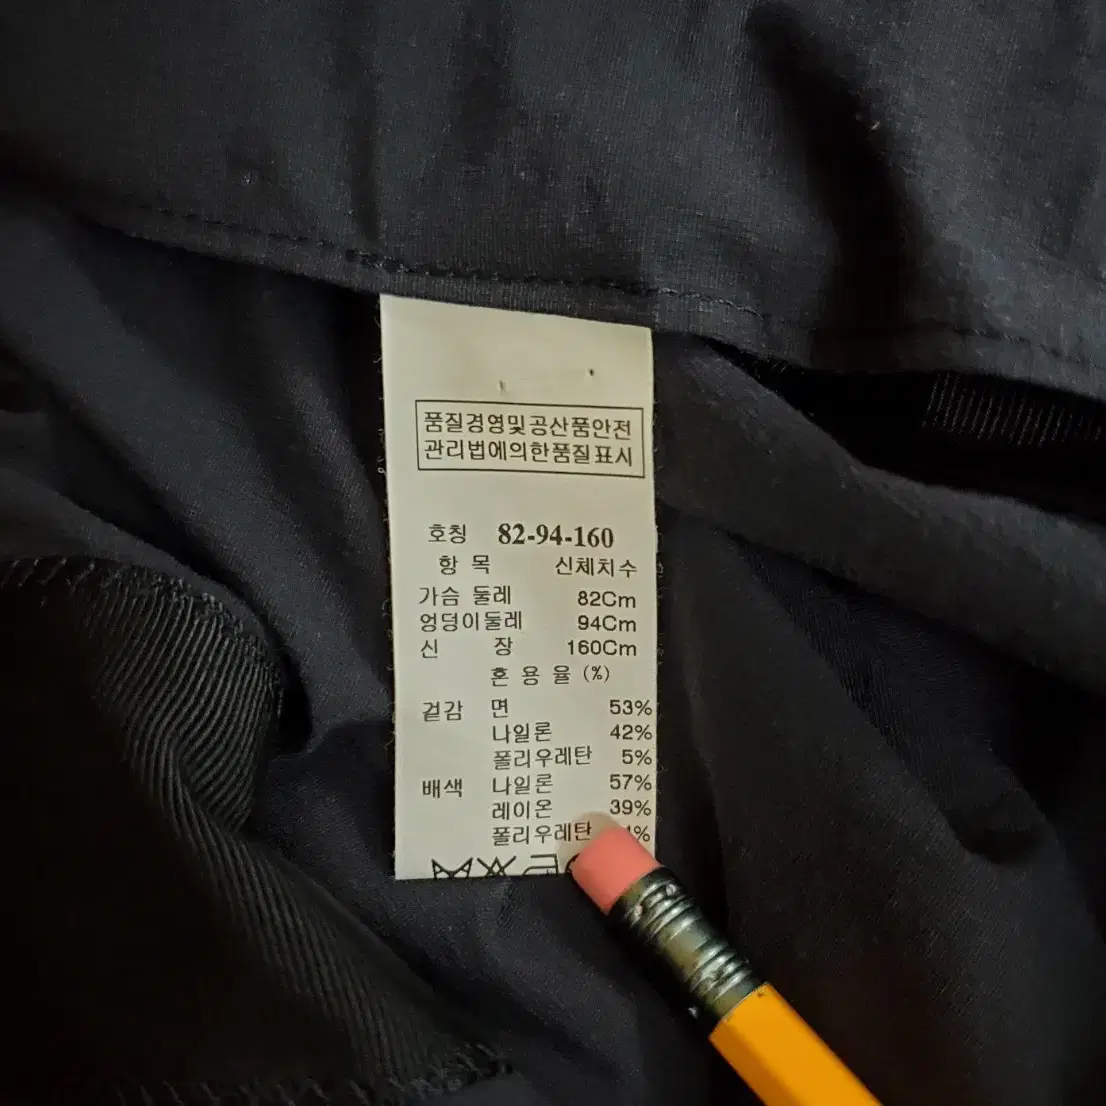 품질경영및공산품안전
관리법에의한품질표시
호칭 82-94-160
항 목 신체치수
가슴 둘레 82Cm
엉덩이둘레 94Cm
신 장 160Cm
혼 용 율 (%)
겉감 면 53%
나일론 42%
폴리우레탄 5%
배색 나일론 57%
레이온 39%
폴리우레탄